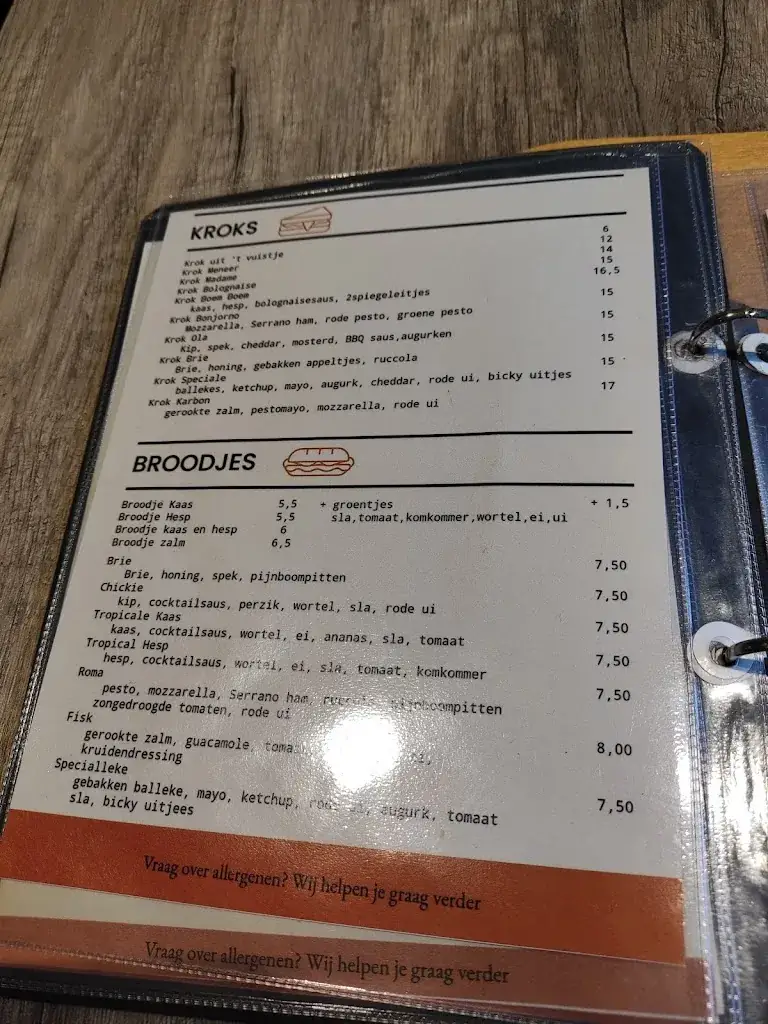 KROKS
Krok uit 't vuistje 6
Krok Meneer 12
Krok Madame 14
Krok Bolognaise 15
Krok Boem Boem 16,5
kaas, hesp, bolognaisesaus, 2spiegeleitjes
Krok Bonjorno 15
Mozzarella, Serrano ham, rode pesto, groene pesto
Krok Ola 15
Kip, spek, cheddar, mosterd, BBQ saus,augurken
Krok Brie 15
Brie, honing, gebakken appeltjes, ruccola
Krok Speciale 15
ballekes, ketchup, mayo, augurk, cheddar, rode ui, bicky uitjes
Krok Karbon 17
gerookte zalm, pestomayo, mozzarella, rode ui
BROODJES
Broodje Kaas 5,5 + groentjes + 1,5
Broodje Hesp 5,5 sla,tomaat,komkommer,wortel,ei,ui
Broodje kaas en hesp 6
Broodje zalm 6,5
Brie 7,50
Brie, honing, spek, pijnboompitten
Chickie 7,50
kip, cocktailsaus, perzik, wortel, sla, rode ui
Tropicale Kaas 7,50
kaas, cocktailsaus, wortel, ei, ananas, sla, tomaat
Tropical Hesp 7,50
hesp, cocktailsaus, wortel, ei, sla, tomaat, komkommer
Roma 7,50
pesto, mozzarella, Serrano ham, ruccola, pijnboompitten
zongedroogde tomaten, rode ui
Fisk 8,00
gerookte zalm, guacamole,
kruidendressing
Specialleke 7,50
gebakken balleke, mayo, ketchup, rode ui, augurk, tomaat
sla, bicky uitjees
Vraag over allergenen? Wij helpen je graag verder
Vraag over allergenen? Wij helpen je graag verder